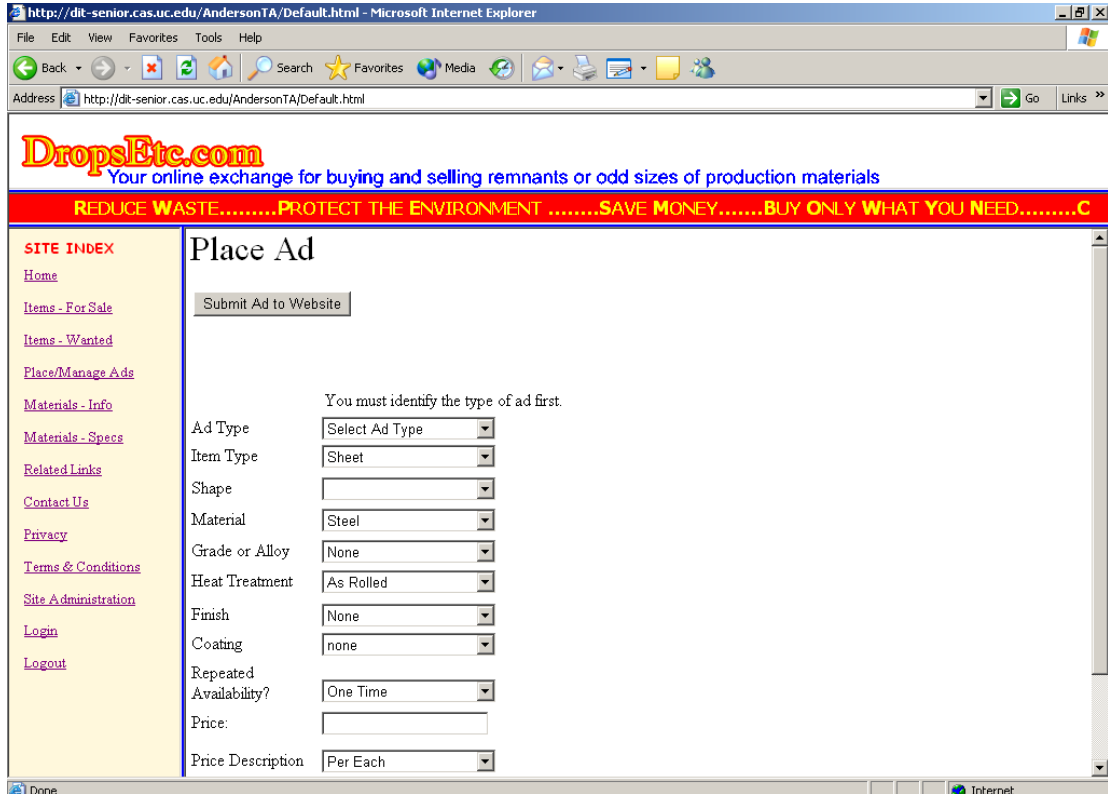 http://dit-senior.cas.uc.edu/AndersonTA/Default.html - Microsoft Internet Explorer
File Edit View Favorites Tools Help
Back Search Favorites Media
Address http://dit-senior.cas.uc.edu/AndersonTA/Default.html Go Links »
DropsEtc.com
Your online exchange for buying and selling remnants or odd sizes of production materials
REDUCE WASTE.........PROTECT THE ENVIRONMENT ........SAVE MONEY.......BUY ONLY WHAT YOU NEED.........C
SITE INDEX
Home
Items - For Sale
Items - Wanted
Place/Manage Ads
Materials - Info
Materials - Specs
Related Links
Contact Us
Privacy
Terms & Conditions
Site Administration
Login
Logout
Place Ad
Submit Ad to Website
You must identify the type of ad first.
Ad Type Select Ad Type
Item Type Sheet
Shape
Material Steel
Grade or Alloy None
Heat Treatment As Rolled
Finish None
Coating none
Repeated
Availability? One Time
Price:
Price Description Per Each
Done Internet